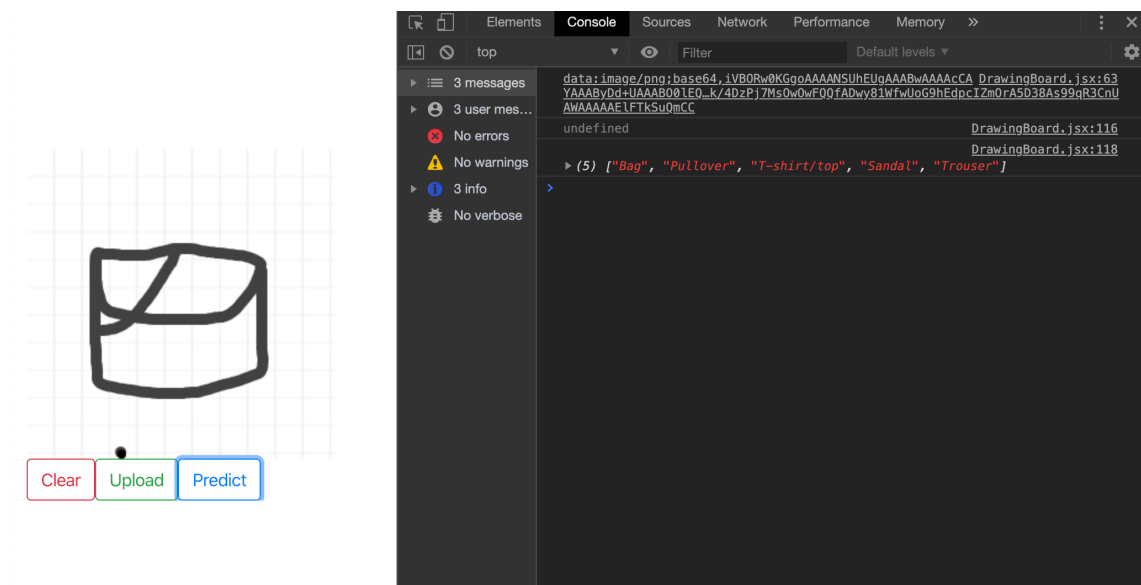 Elements Console Sources Network Performance Memory »
top Filter Default levels
3 messages
3 user mes...
No errors
No warnings
3 info
No verbose
data:image/png;base64,iVBORw0KGgoAAAANSUhEUgAAABwAAAAcCA DrawingBoard.jsx:63
YAAAByDd+UAAABO0lEQ…k/4DzPj7MsOwOwFQQfADwy81WfwUoG9hEdpcIZmOrA5D38As99qR3CnU
AWAAAAAElFTkSuQmCC
undefined DrawingBoard.jsx:116
DrawingBoard.jsx:118
(5) ["Bag", "Pullover", "T-shirt/top", "Sandal", "Trouser"]
Clear Upload Predict